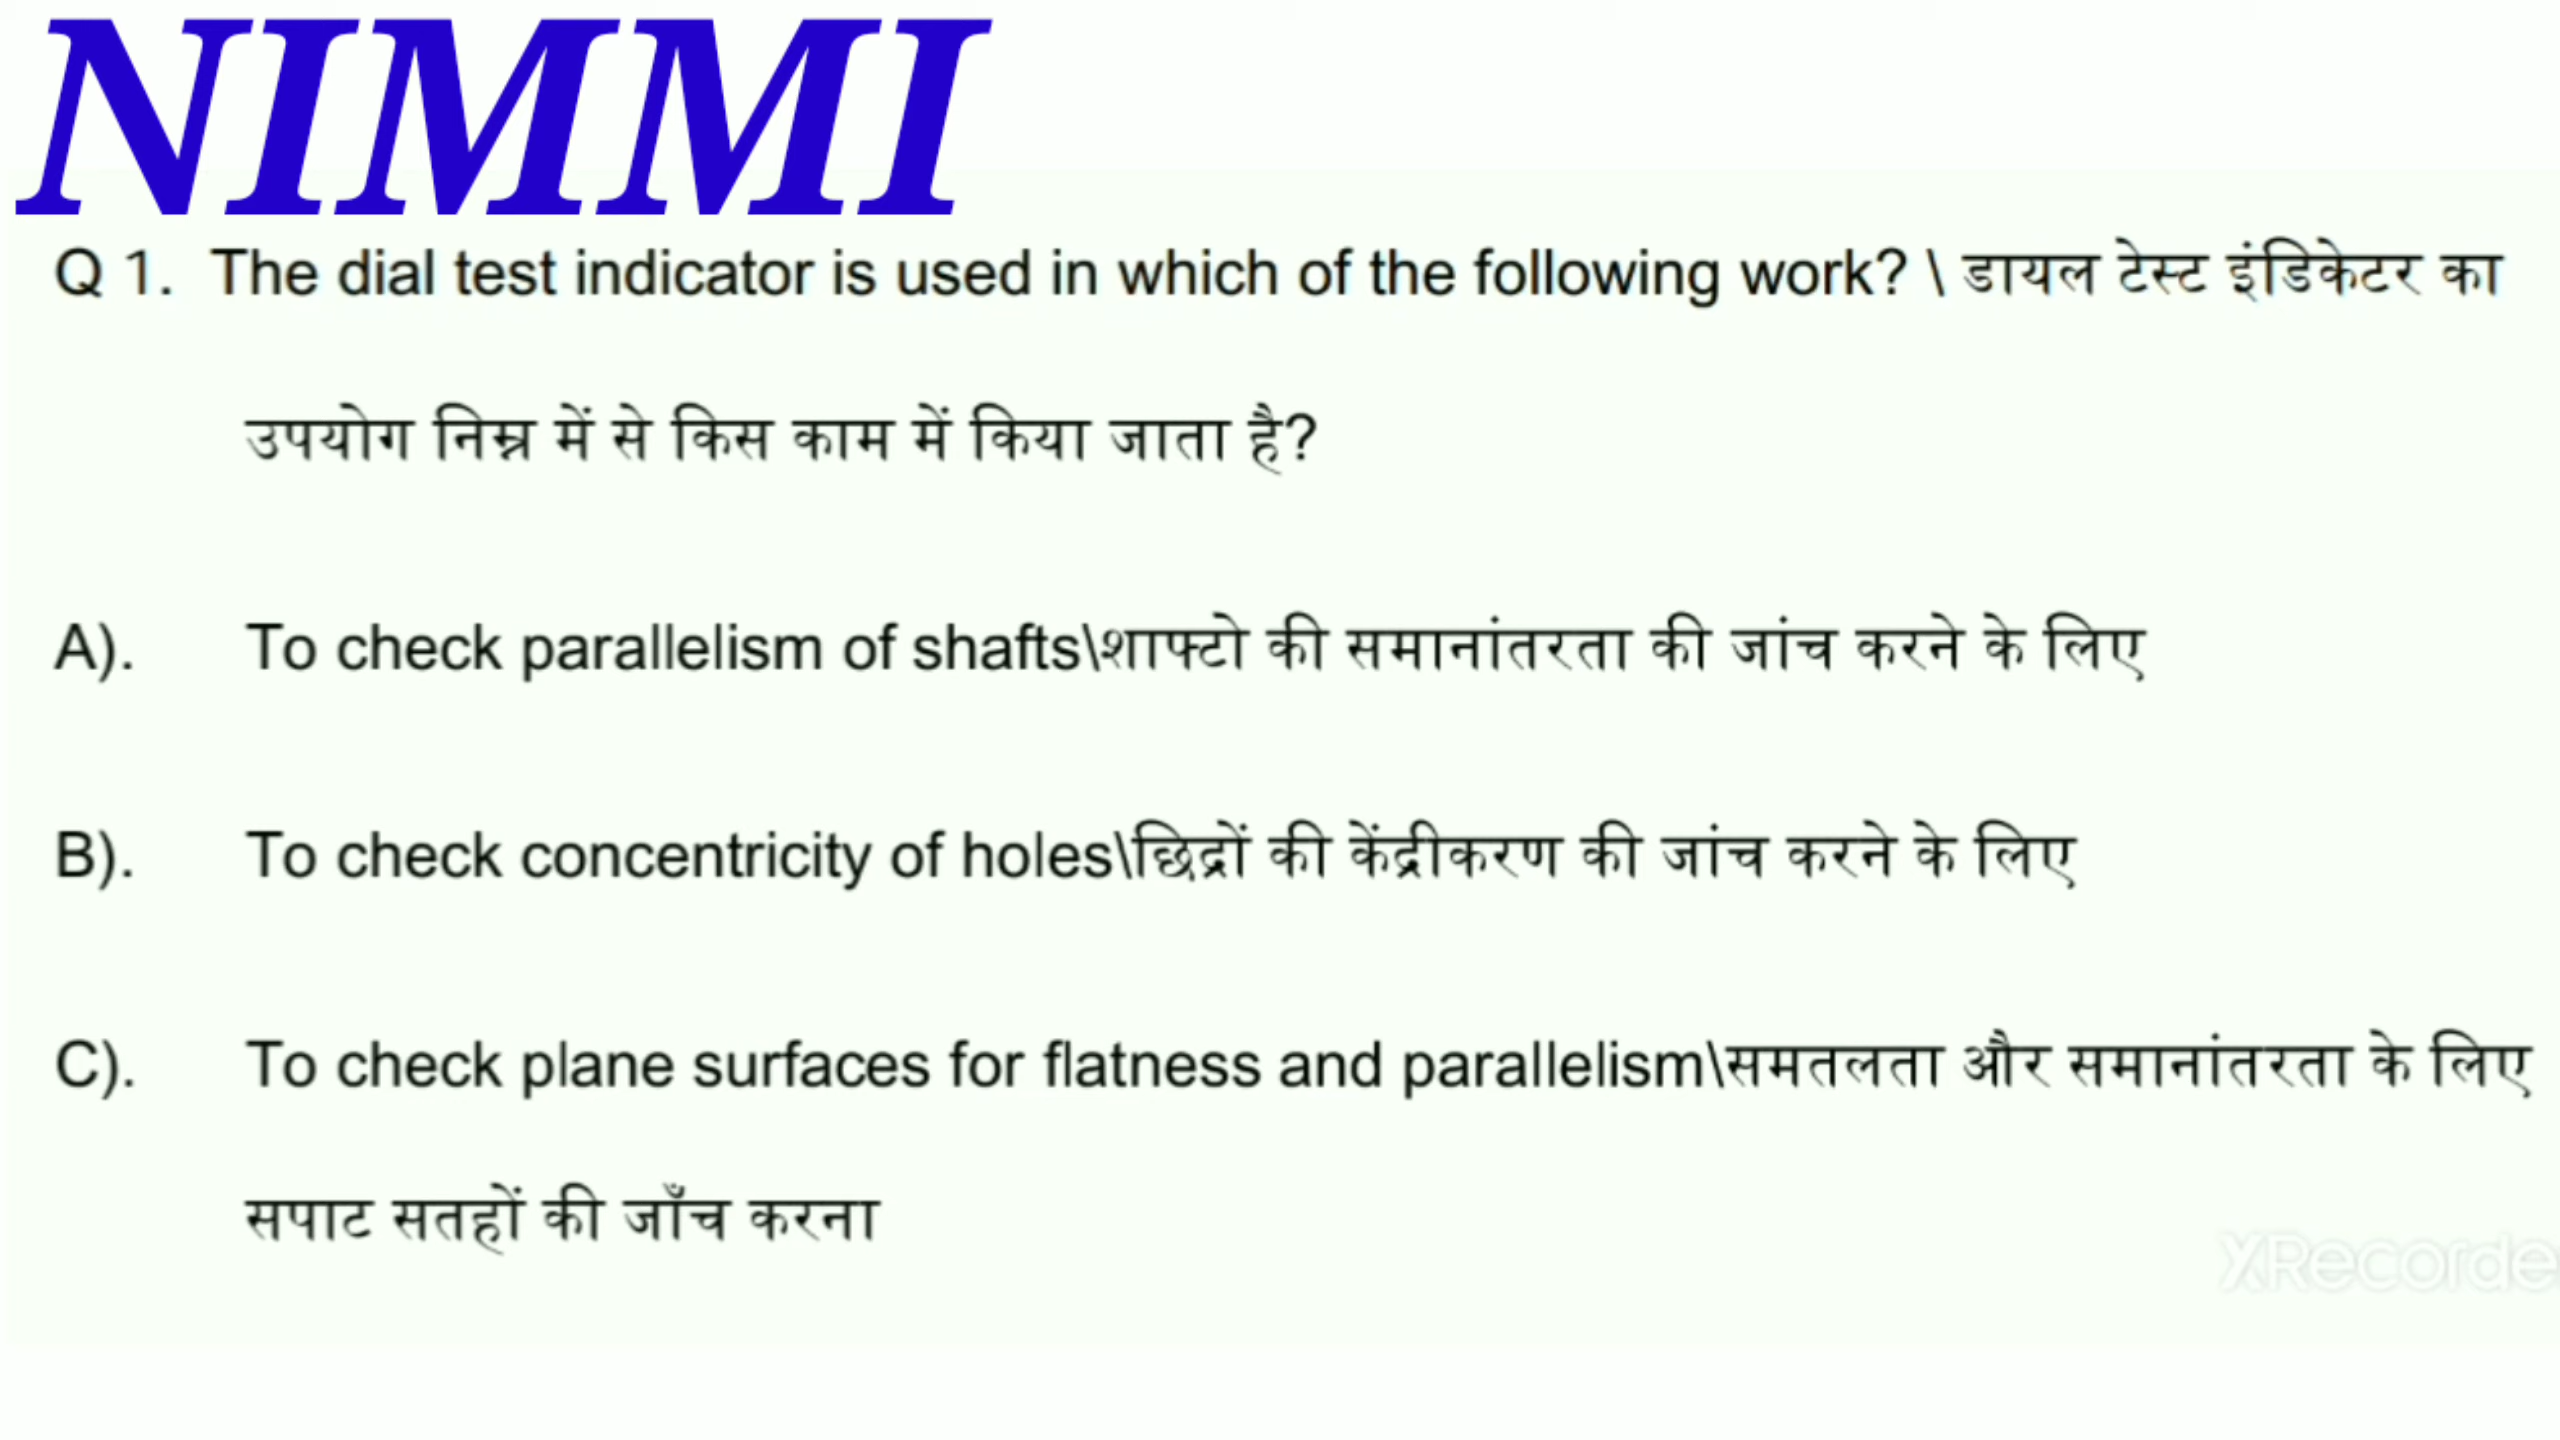 NIMMI
Q 1. The dial test indicator is used in which of the following work? \ डायल टेस्ट इंडिकेटर का
उपयोग निम्न में से किस काम में किया जाता है?
A). To check parallelism of shafts\शाफ्टो की समानांतरता की जांच करने के लिए
B). To check concentricity of holes\छिद्रों की केंद्रीकरण की जांच करने के लिए
C). To check plane surfaces for flatness and parallelism\समतलता और समानांतरता के लिए
सपाट सतहों की जाँच करना
XRecorde